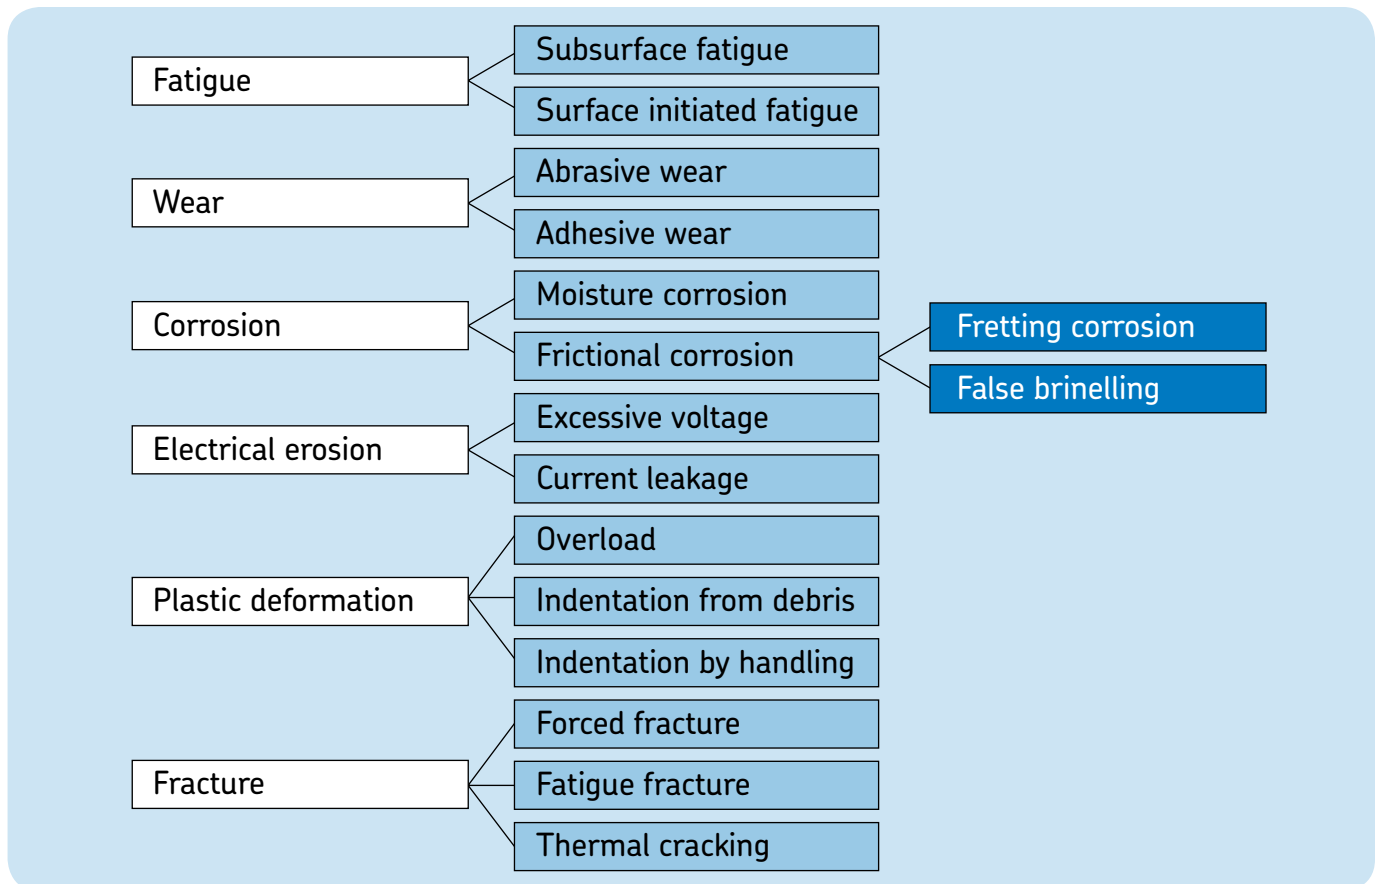 Fatigue
Subsurface fatigue
Surface initiated fatigue
Wear
Abrasive wear
Adhesive wear
Corrosion
Moisture corrosion
Frictional corrosion
Fretting corrosion
False brinelling
Electrical erosion
Excessive voltage
Current leakage
Plastic deformation
Overload
Indentation from debris
Indentation by handling
Fracture
Forced fracture
Fatigue fracture
Thermal cracking